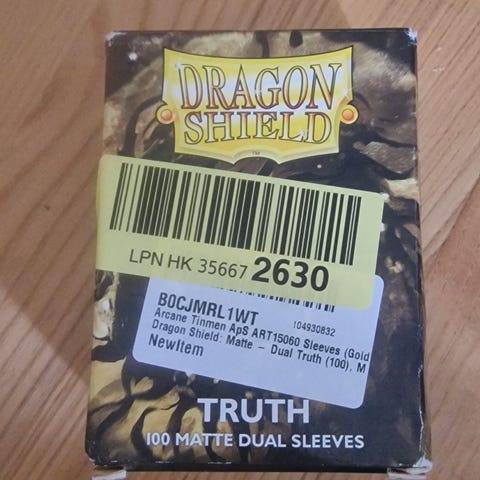 DRAGON
SHIELD
TM
LPN HK 35667 2630
B0CJMRL1WT 104930832
Arcane Tinmen ApS ART15060 Sleeves (Gold
Dragon Shield: Matte – Dual Truth (100), M
NewItem
TRUTH
100 MATTE DUAL SLEEVES